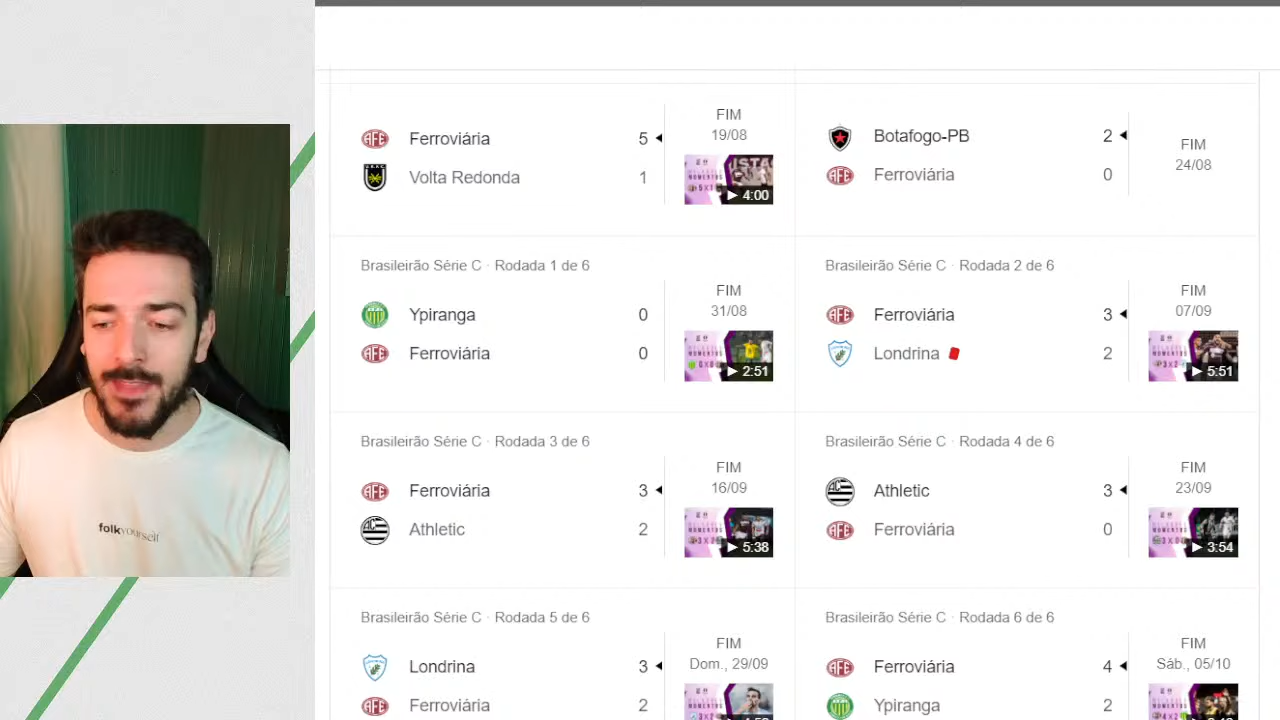 Ferroviária 5
Volta Redonda 1
FIM
19/08
4:00
Botafogo-PB 2
Ferroviária 0
FIM
24/08
Brasileirão Série C · Rodada 1 de 6
Ypiranga 0
Ferroviária 0
FIM
31/08
2:51
Brasileirão Série C · Rodada 2 de 6
Ferroviária 3
Londrina 2
FIM
07/09
5:51
Brasileirão Série C · Rodada 3 de 6
Ferroviária 3
Athletic 2
FIM
16/09
5:38
Brasileirão Série C · Rodada 4 de 6
Athletic 3
Ferroviária 0
FIM
23/09
3:54
Brasileirão Série C · Rodada 5 de 6
Londrina 3
Ferroviária 2
FIM
Dom., 29/09
Brasileirão Série C · Rodada 6 de 6
Ferroviária 4
Ypiranga 2
FIM
Sáb., 05/10
folkyourself